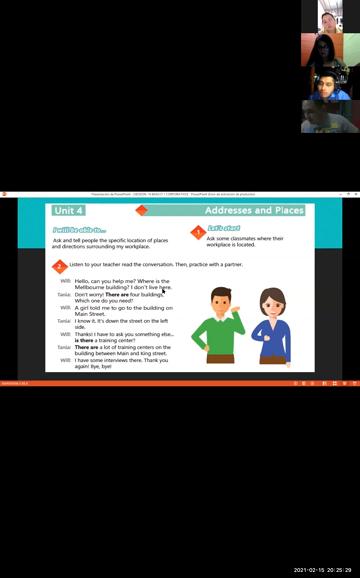 Unit 4
Addresses and Places
I will be able to...
Ask and tell people the specific location of places
and directions surrounding my workplace.
1
Let's start
Ask some classmates where their
workplace is located.
2
Listen to your teacher read the conversation. Then, practice with a partner.
Will: Hello, can you help me? Where is the
Mellbourne building? I don't live here.
Tania: Don't worry! There are four buildings,
Which one do you need?
Will: A girl told me to go to the building on
Main Street.
Tania: I know it. It's down the street on the left
side.
Will: Thanks! I have to ask you something else...
is there a training center?
Tania: There are a lot of training centers on the
building between Main and King street.
Will: I have some interviews there. Thank you
again! Bye, bye!
2021-02-15 20:25:29